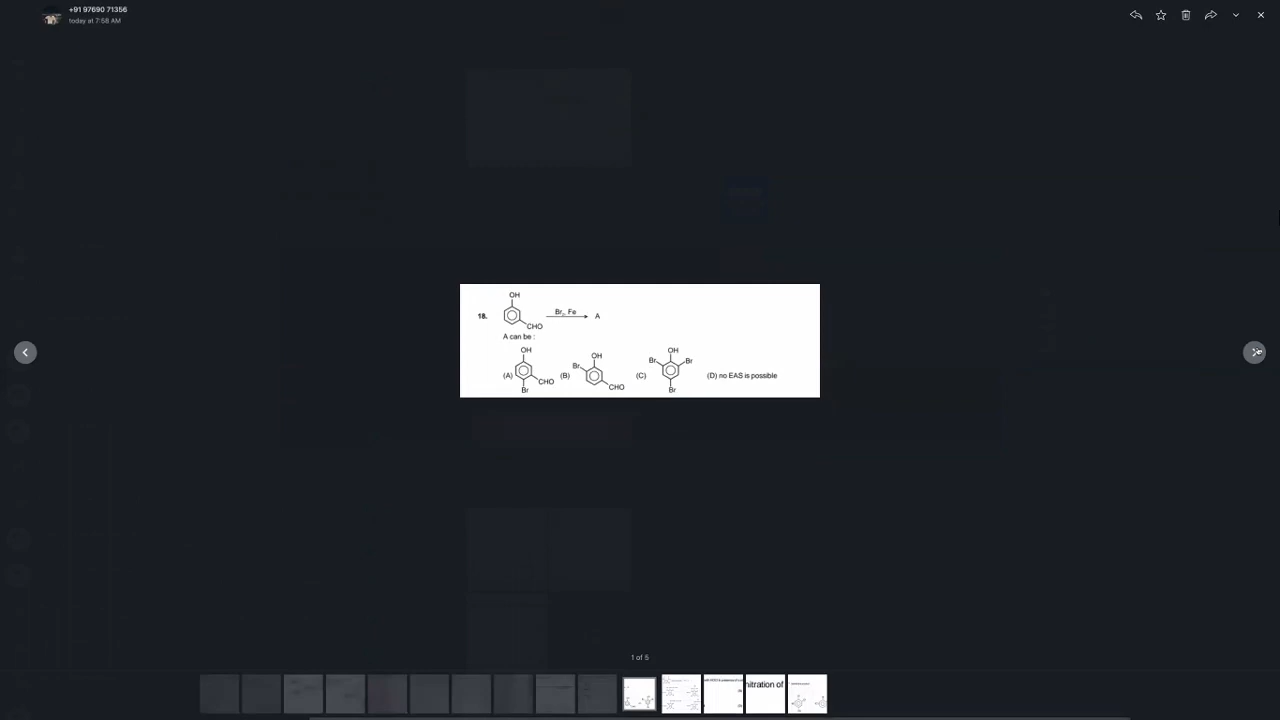 +91 97690 71356
today at 7:58 AM
18.
OH
CHO
Br2, Fe
A
A can be :
(A)
OH
CHO
Br
(B)
OH
Br
CHO
(C)
OH
Br
Br
Br
(D) no EAS is possible
1 of 5
nitration of